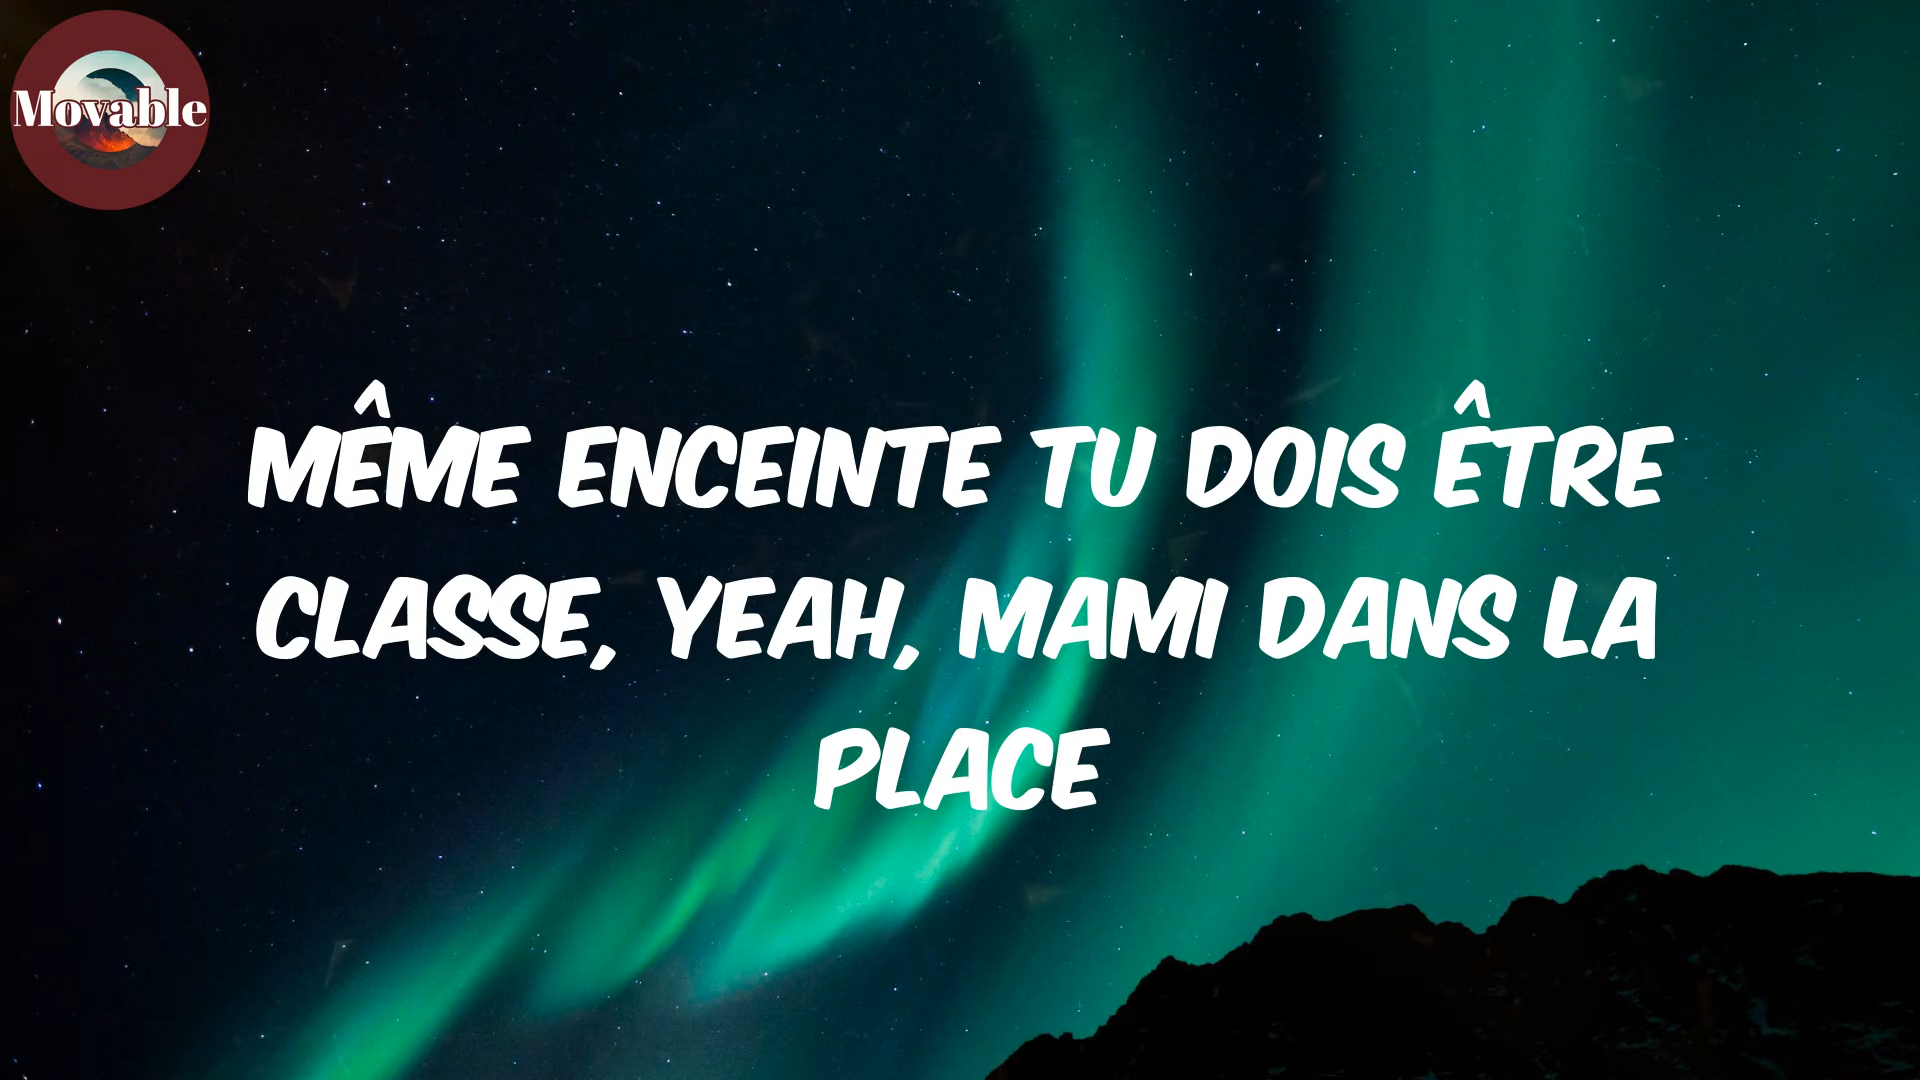 Movable
MÊME ENCEINTE TU DOIS ÊTRE
CLASSE, YEAH, MAMI DANS LA
PLACE